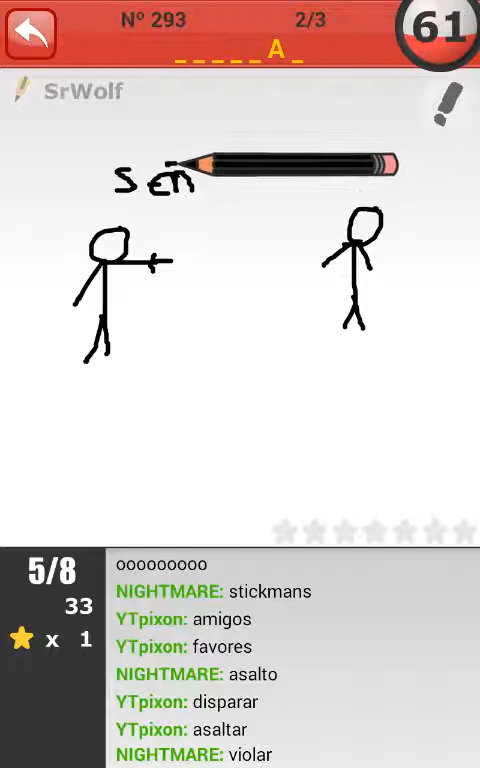 Nº 293 2/3 61
_ _ _ _ _ A _
SrWolf
S En
5/8
33
x 1
ooooooooo
NIGHTMARE: stickmans
YTpixon: amigos
YTpixon: favores
NIGHTMARE: asalto
YTpixon: disparar
YTpixon: asaltar
NIGHTMARE: violar